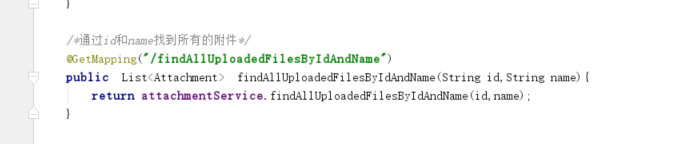 }
/*通过id和name找到所有的附件*/
@GetMapping("/findAllUploadedFilesByIdAndName")
public  List<Attachment>  findAllUploadedFilesByIdAndName(String id,String name){
    return attachmentService.findAllUploadedFilesByIdAndName(id,name);
}